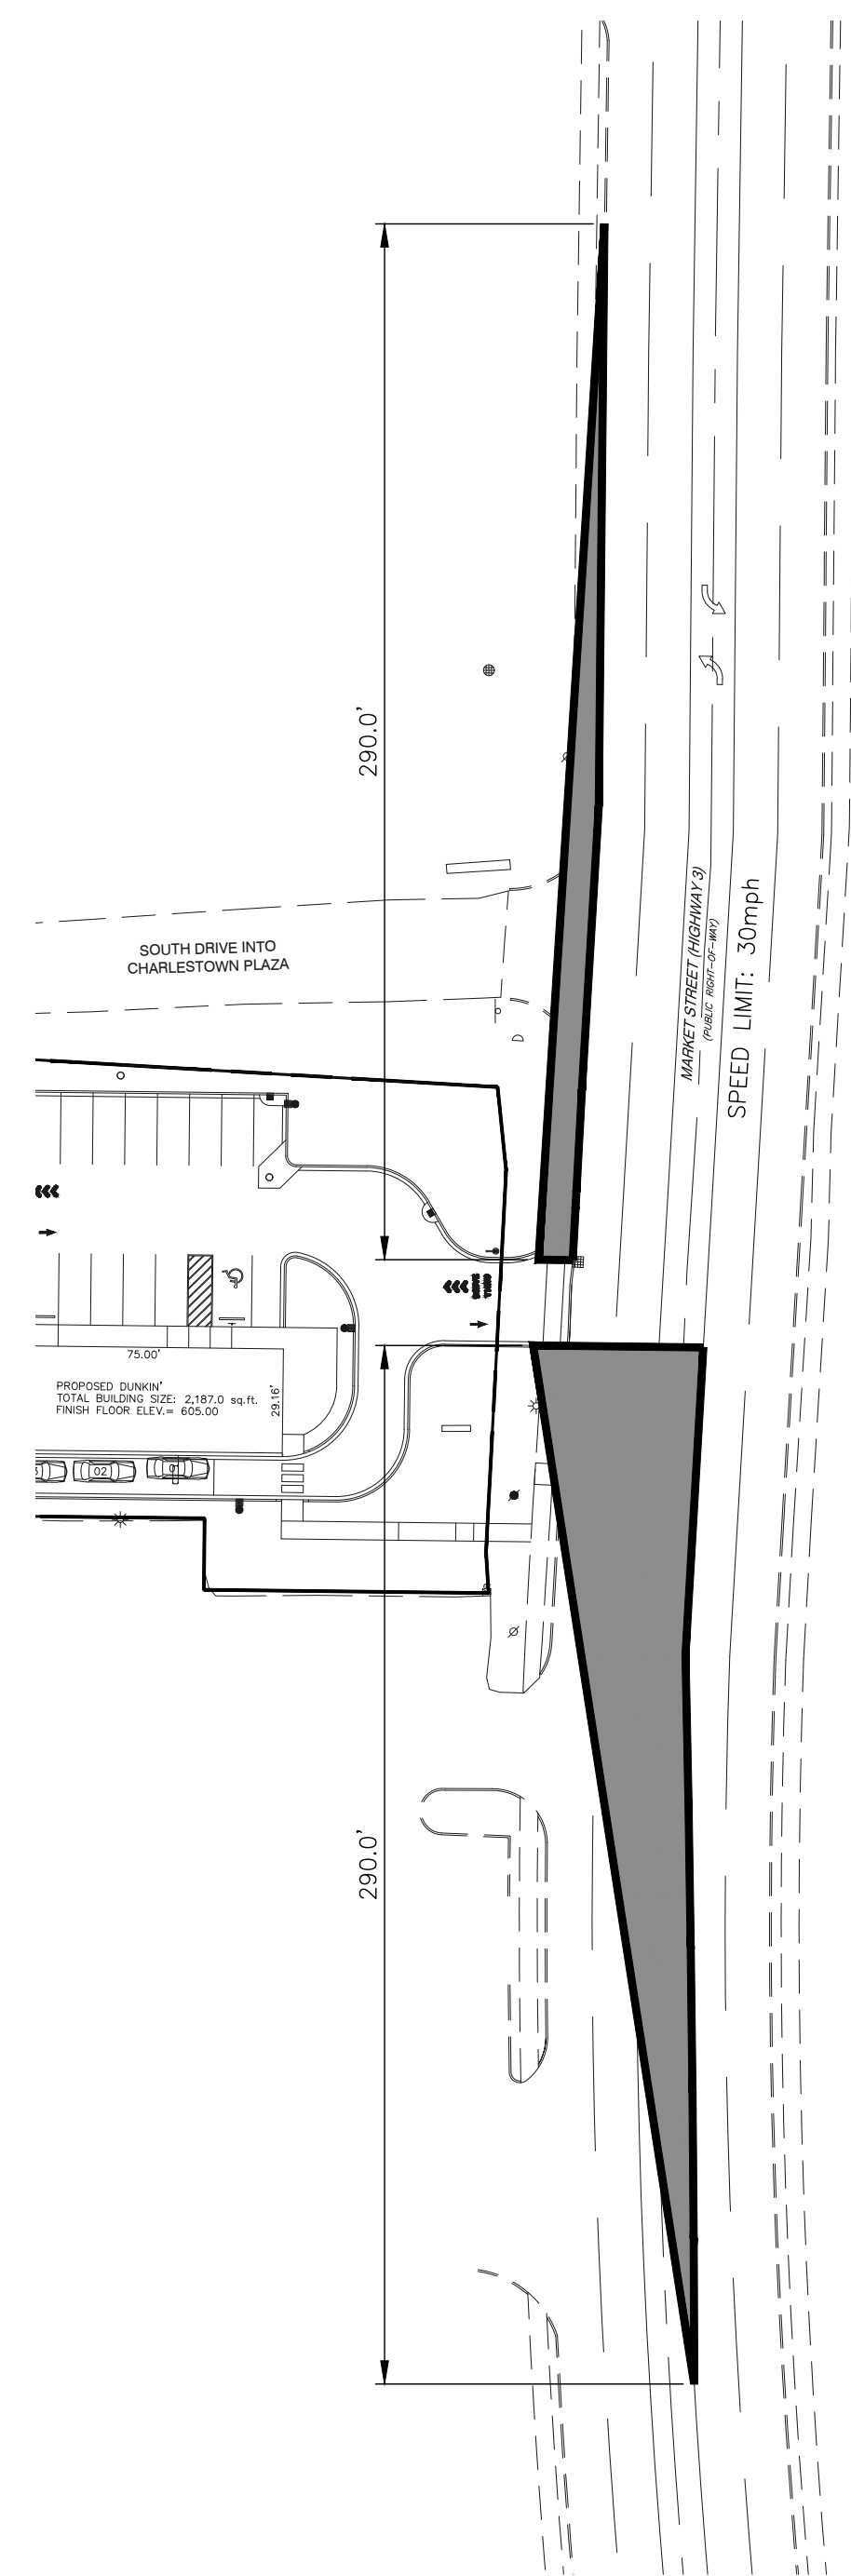 290.0'
SOUTH DRIVE INTO
CHARLESTOWN PLAZA
MARKET STREET (HIGHWAY 3)
(PUBLIC RIGHT-OF-WAY)
SPEED LIMIT: 30mph
75.00'
PROPOSED DUNKIN'
TOTAL BUILDING SIZE: 2,187.0 sq.ft.
FINISH FLOOR ELEV.= 605.00
29.16'
02
290.0'